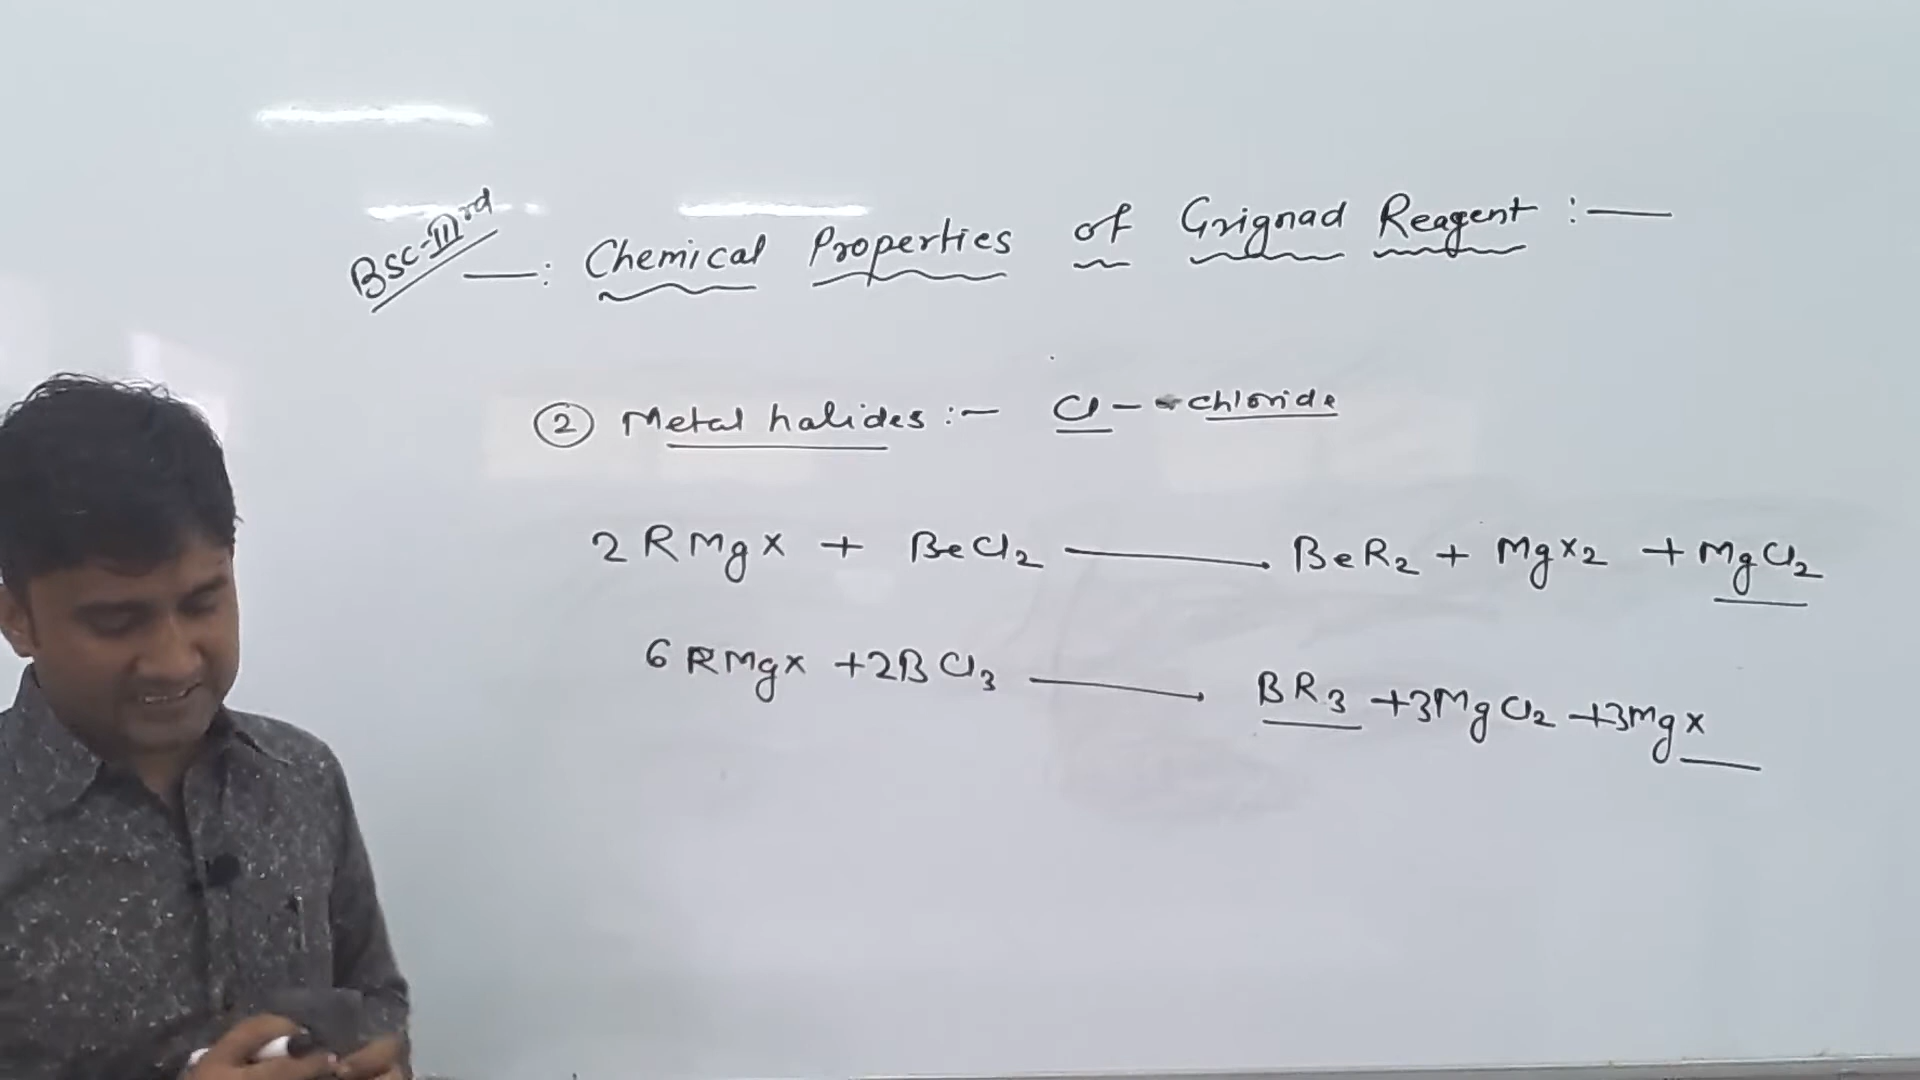 Bsc-IIIrd
—: Chemical Properties of Grignad Reagent :—
② Metal halides :— Cl — chloride
2 RMgx + BeCl₂ ⟶ BeR₂ + Mgx₂ + MgCl₂
6 RMgx + 2BCl₃ ⟶ BR₃ + 3MgCl₂ + 3Mgx